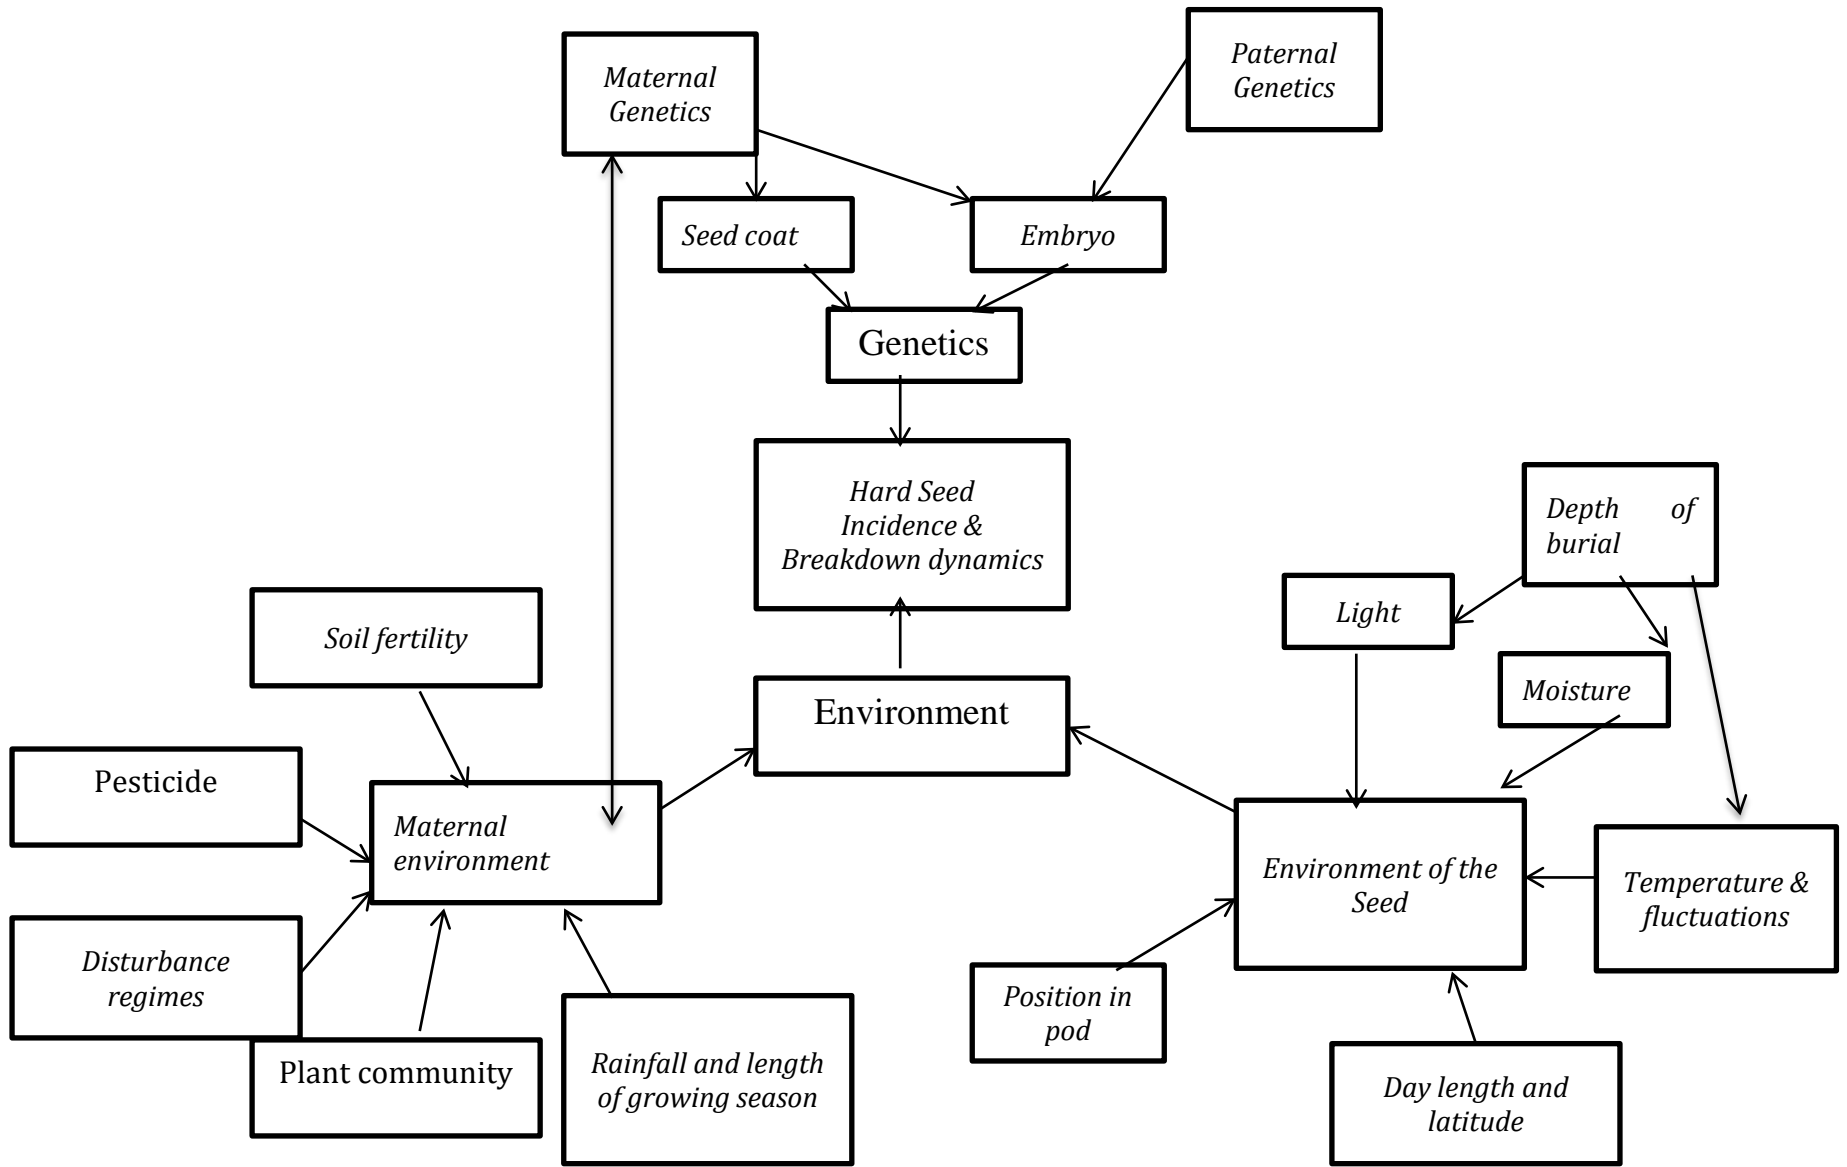 Maternal
Genetics
Paternal
Genetics
Seed coat
Embryo
Genetics
Hard Seed
Incidence &
Breakdown dynamics
Depth of
burial
Light
Moisture
Soil fertility
Environment
Pesticide
Maternal
environment
Environment of the
Seed
Temperature &
fluctuations
Disturbance
regimes
Position in
pod
Plant community
Rainfall and length
of growing season
Day length and
latitude